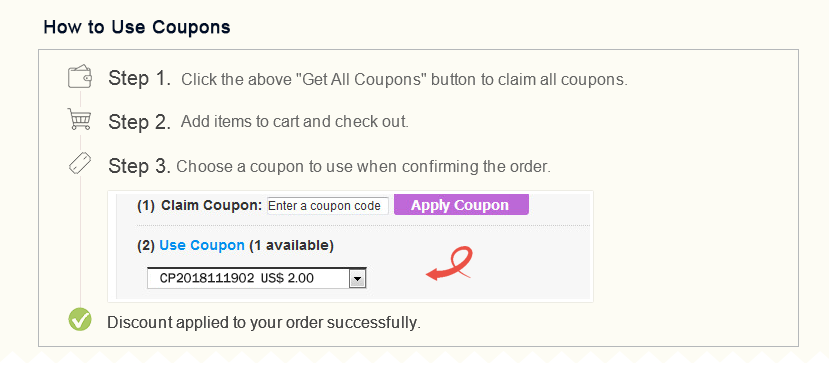 How to Use Coupons
Step 1. Click the above "Get All Coupons" button to claim all coupons.
Step 2. Add items to cart and check out.
Step 3. Choose a coupon to use when confirming the order.
(1) Claim Coupon: Enter a coupon code Apply Coupon
(2) Use Coupon (1 available)
CP2018111902 US$ 2.00
Discount applied to your order successfully.